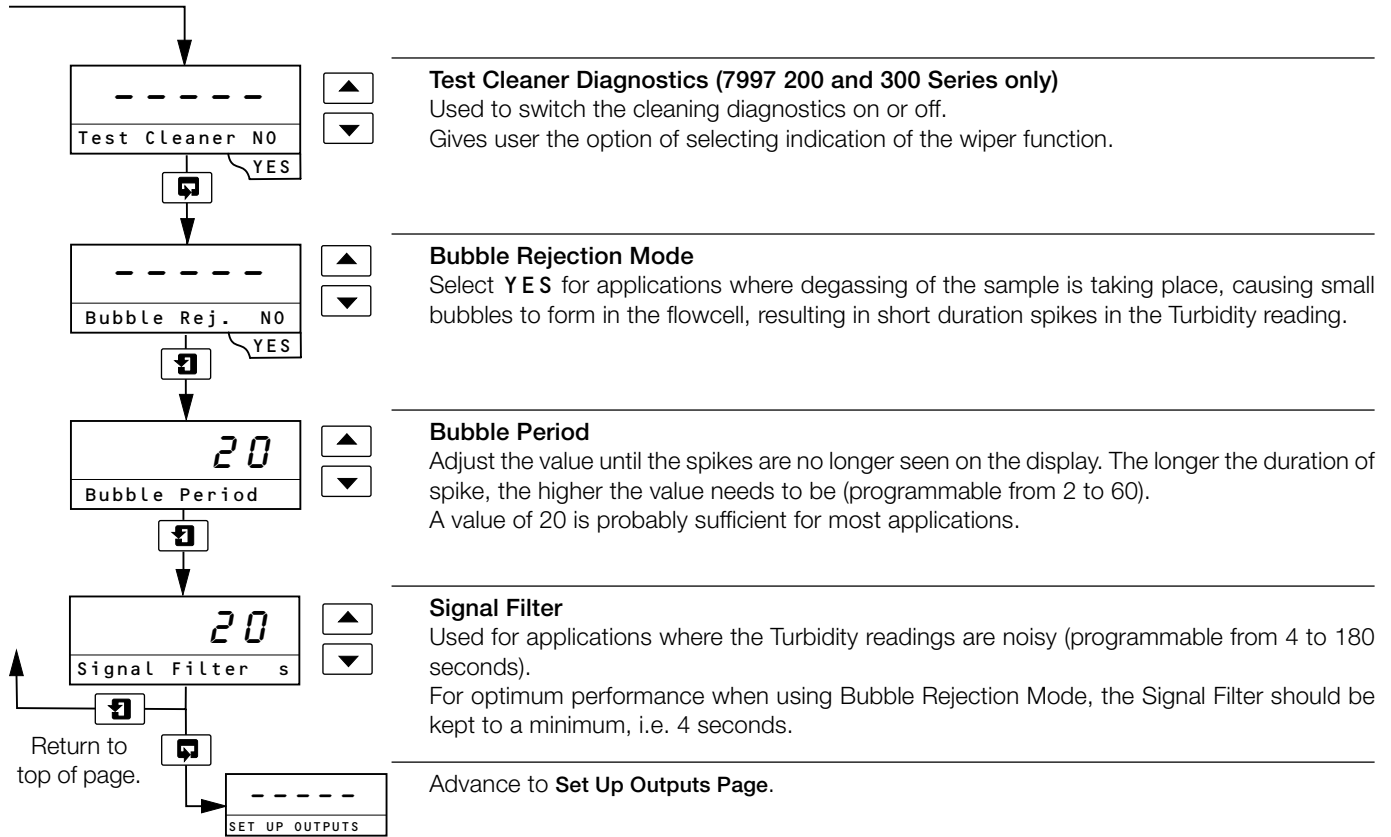 - - - - -
Test Cleaner NO
YES
Test Cleaner Diagnostics (7997 200 and 300 Series only)
Used to switch the cleaning diagnostics on or off.
Gives user the option of selecting indication of the wiper function.
- - - - -
Bubble Rej. NO
YES
Bubble Rejection Mode
Select YES for applications where degassing of the sample is taking place, causing small
bubbles to form in the flowcell, resulting in short duration spikes in the Turbidity reading.
20
Bubble Period
Bubble Period
Adjust the value until the spikes are no longer seen on the display. The longer the duration of
spike, the higher the value needs to be (programmable from 2 to 60).
A value of 20 is probably sufficient for most applications.
20
Signal Filter s
Signal Filter
Used for applications where the Turbidity readings are noisy (programmable from 4 to 180
seconds).
For optimum performance when using Bubble Rejection Mode, the Signal Filter should be
kept to a minimum, i.e. 4 seconds.
Return to
top of page.
- - - - -
SET UP OUTPUTS
Advance to Set Up Outputs Page.